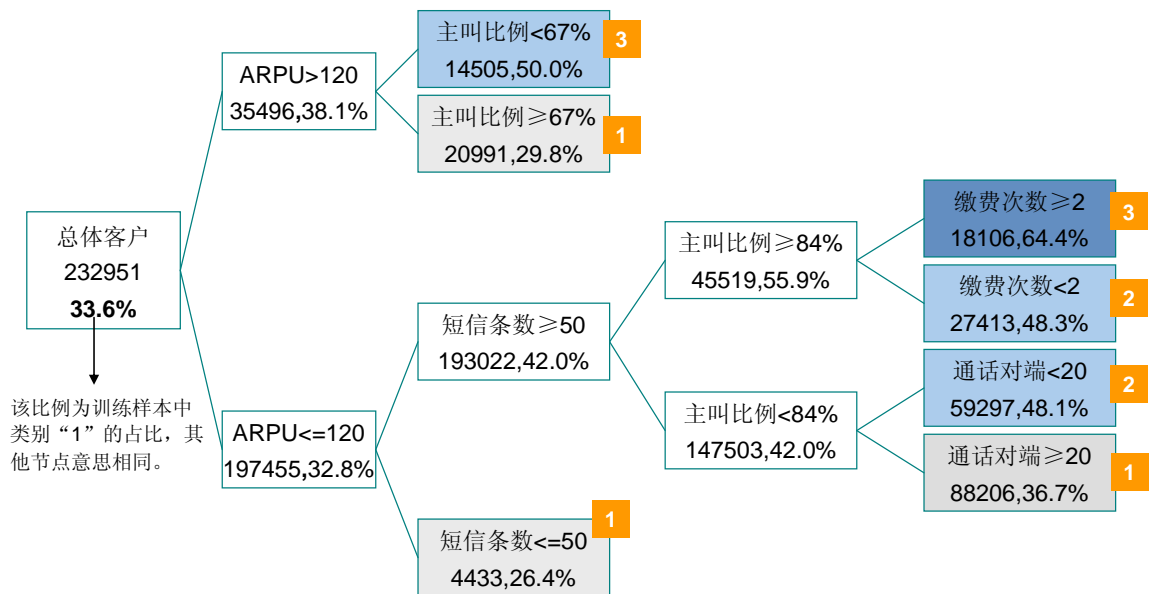 总体客户
232951
33.6%
该比例为训练样本中
类别“1”的占比，其
他节点意思相同。
ARPU>120
35496,38.1%
ARPU<=120
197455,32.8%
主叫比例<67%
14505,50.0%
3
主叫比例≥67%
20991,29.8%
1
短信条数≥50
193022,42.0%
短信条数<=50
4433,26.4%
1
主叫比例≥84%
45519,55.9%
主叫比例<84%
147503,42.0%
缴费次数≥2
18106,64.4%
3
缴费次数<2
27413,48.3%
2
通话对端<20
59297,48.1%
2
通话对端≥20
88206,36.7%
1